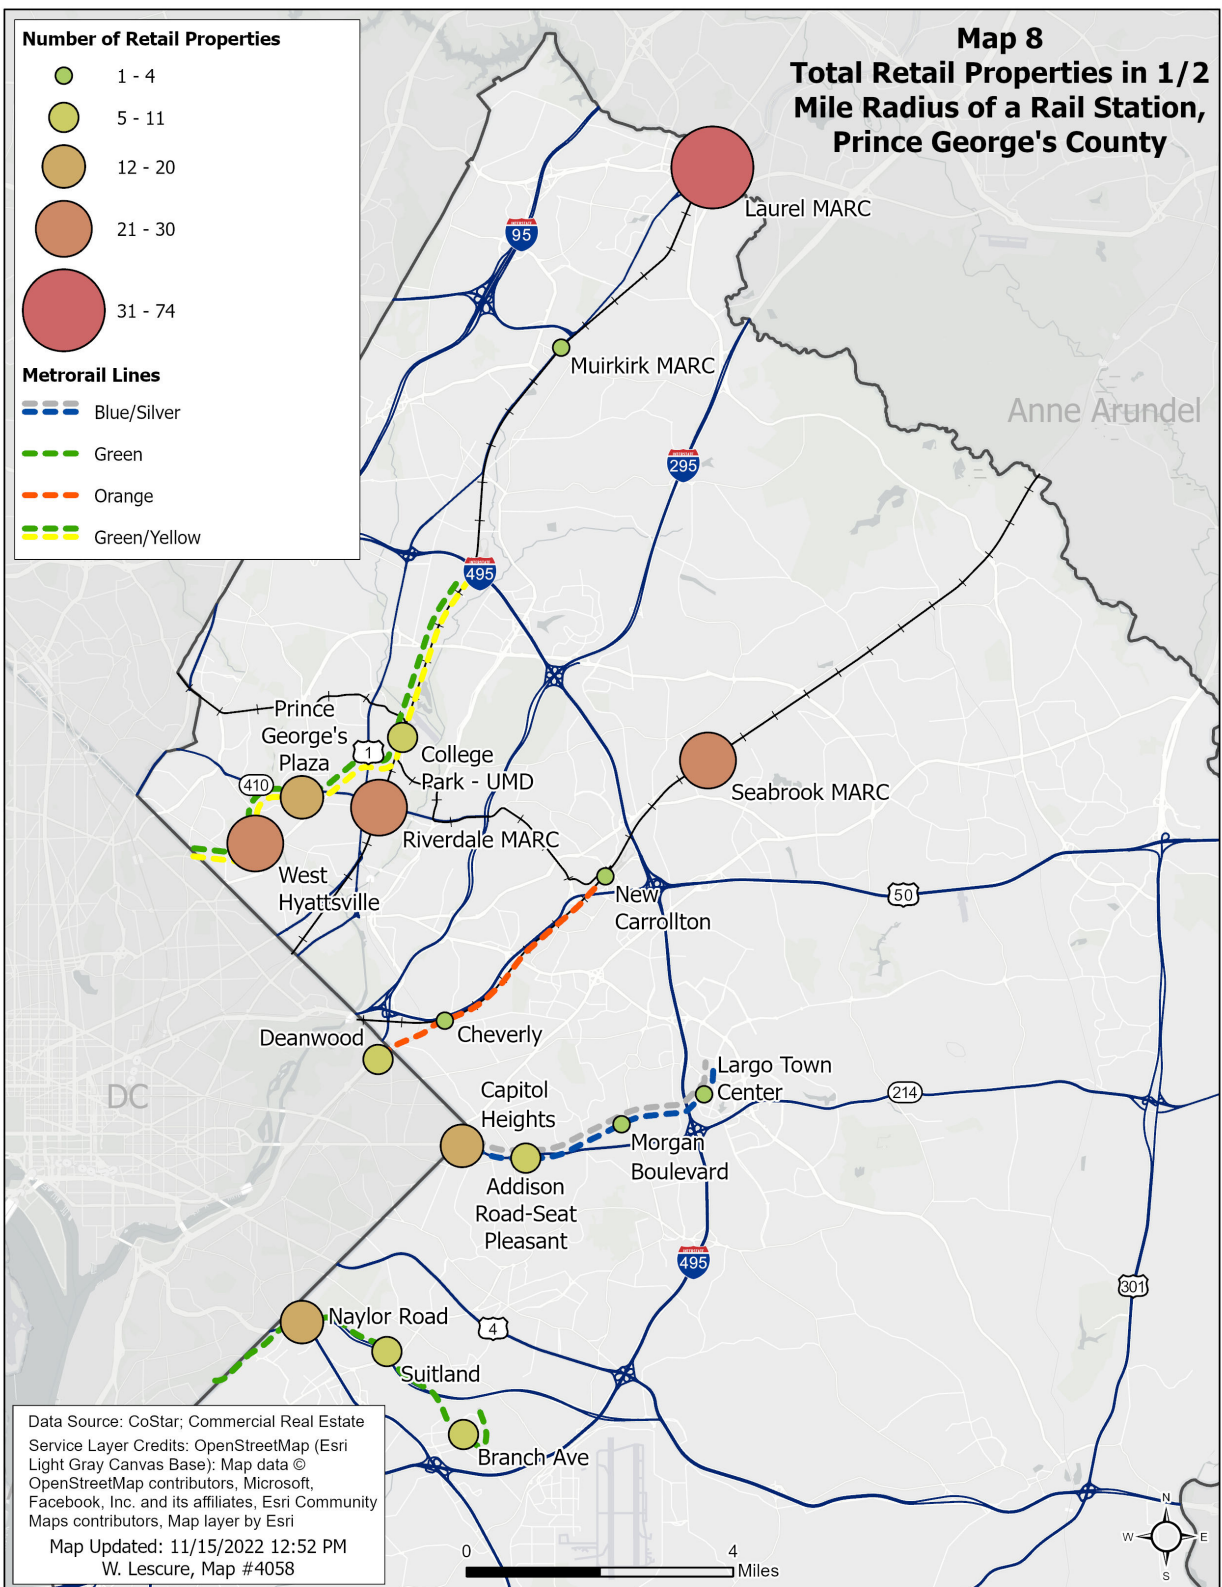 Map 8
Total Retail Properties in 1/2
Mile Radius of a Rail Station,
Prince George's County
Number of Retail Properties
1 - 4
5 - 11
12 - 20
21 - 30
31 - 74
Metrorail Lines
Blue/Silver
Green
Orange
Green/Yellow
Laurel MARC
95
Muirkirk MARC
Anne Arundel
295
495
Prince
George's
Plaza
1
College
Park - UMD
410
Seabrook MARC
Riverdale MARC
West
Hyattsville
New
Carrollton
50
Deanwood
Cheverly
Largo Town
Center
DC
Capitol
Heights
214
Morgan
Boulevard
Addison
Road-Seat
Pleasant
495
301
Naylor Road
4
Suitland
Branch Ave
Data Source: CoStar; Commercial Real Estate
Service Layer Credits: OpenStreetMap (Esri
Light Gray Canvas Base): Map data ©
OpenStreetMap contributors, Microsoft,
Facebook, Inc. and its affiliates, Esri Community
Maps contributors, Map layer by Esri
Map Updated: 11/15/2022 12:52 PM
W. Lescure, Map #4058
0 4
Miles
N
W E
S